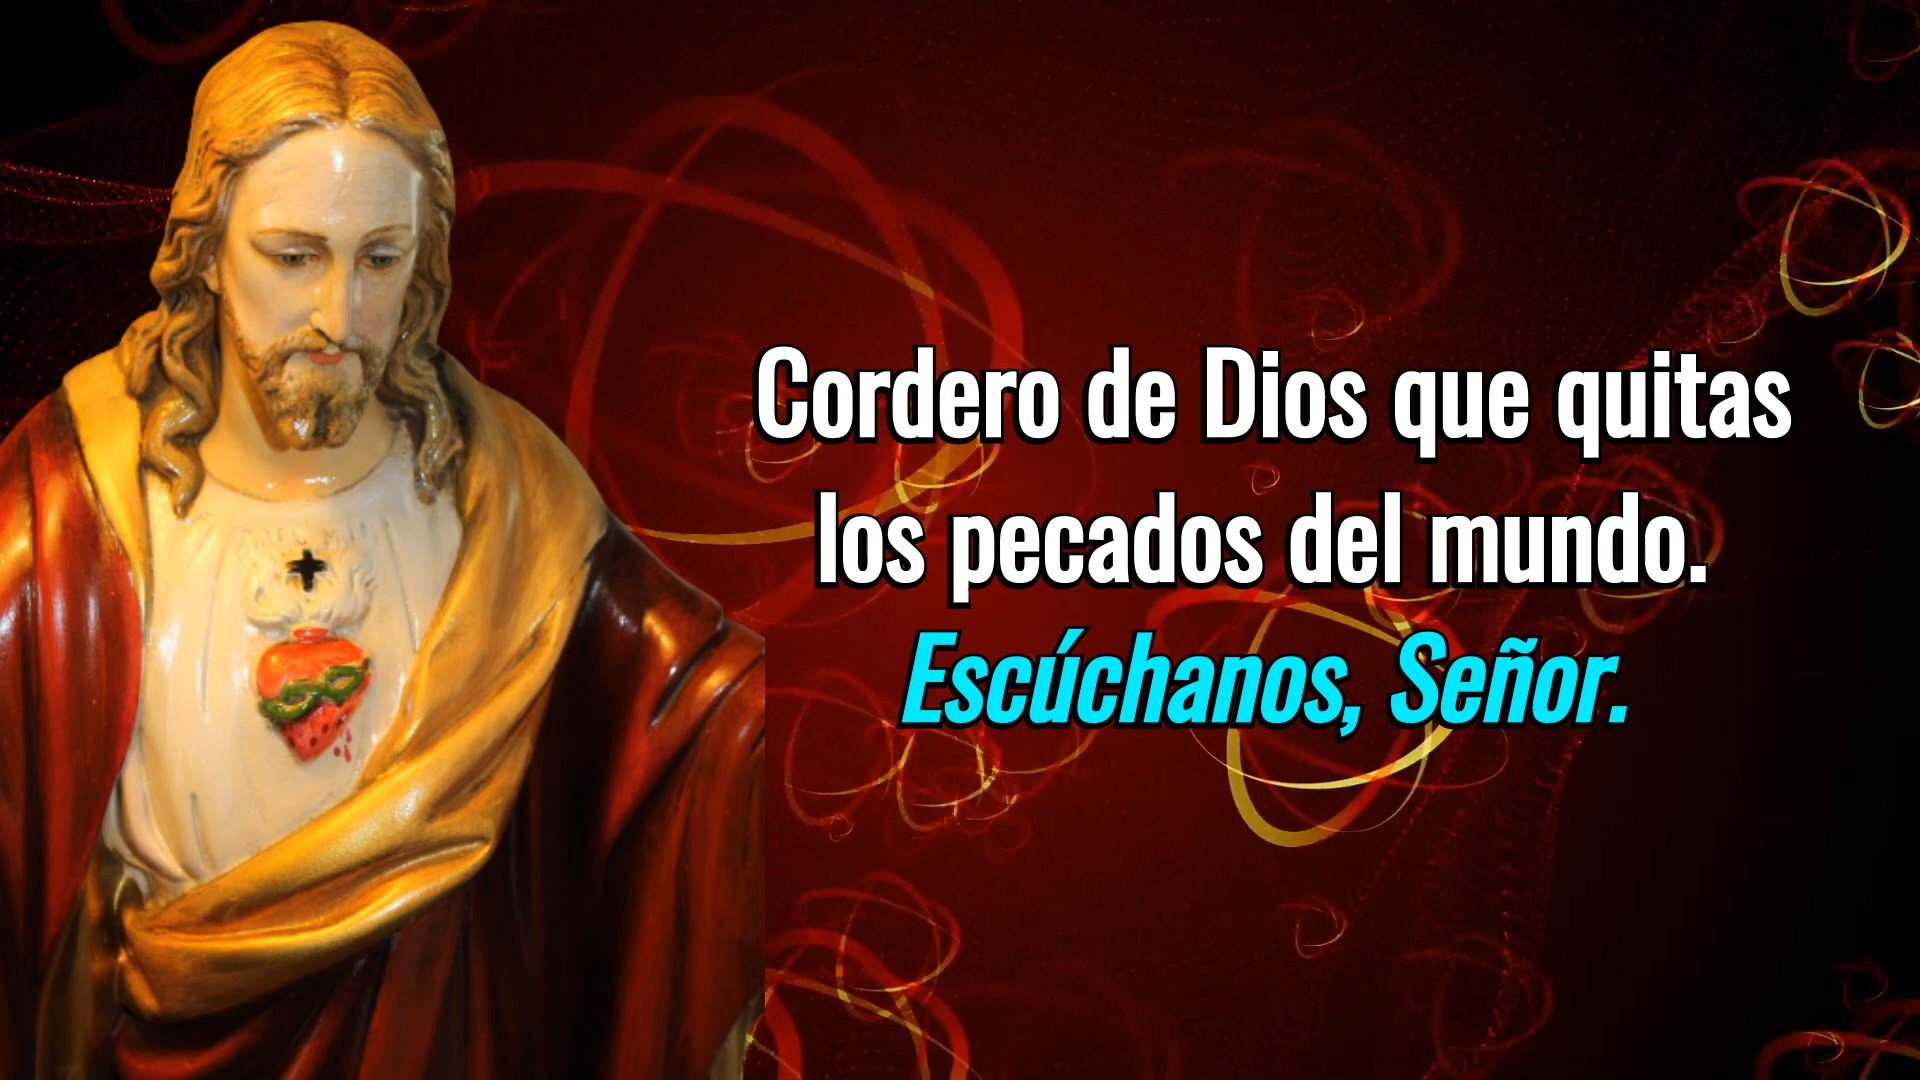 Cordero de Dios que quitas
los pecados del mundo.
Escúchanos, Señor.